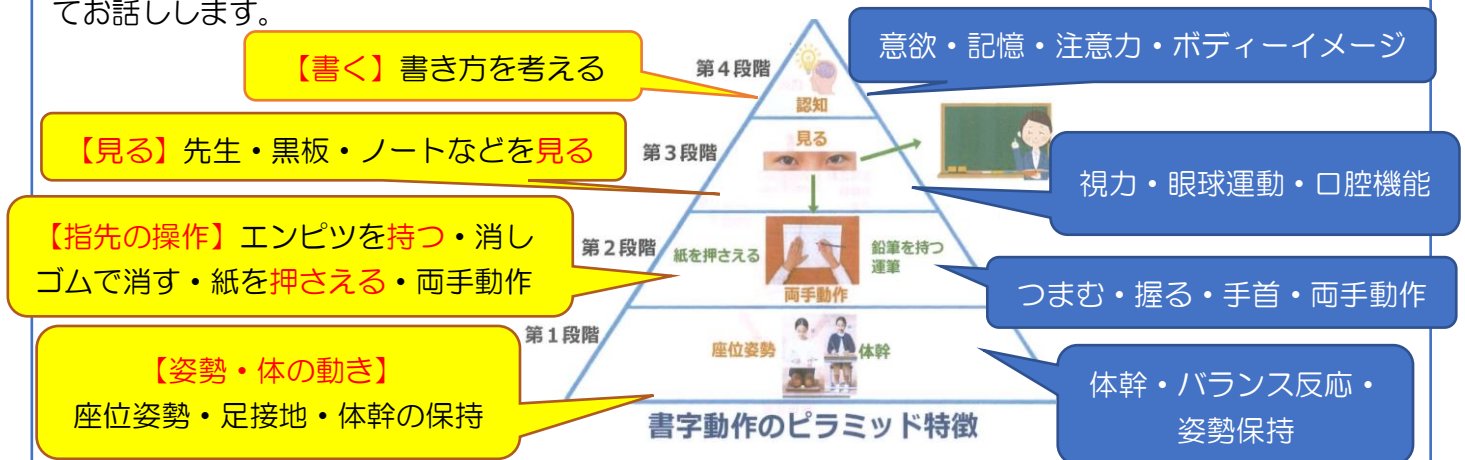 てお話しします。
【書く】書き方を考える
第4段階
認知
意欲・記憶・注意力・ボディーイメージ
【見る】先生・黒板・ノートなどを見る
第3段階
見る
視力・眼球運動・口腔機能
【指先の操作】エンピツを持つ・消し
ゴムで消す・紙を押さえる・両手動作
第2段階
紙を押さえる
鉛筆を持つ
運筆
両手動作
つまむ・握る・手首・両手動作
第1段階
【姿勢・体の動き】
座位姿勢・足接地・体幹の保持
座位姿勢
体幹
体幹・バランス反応・
姿勢保持
書字動作のピラミッド特徴